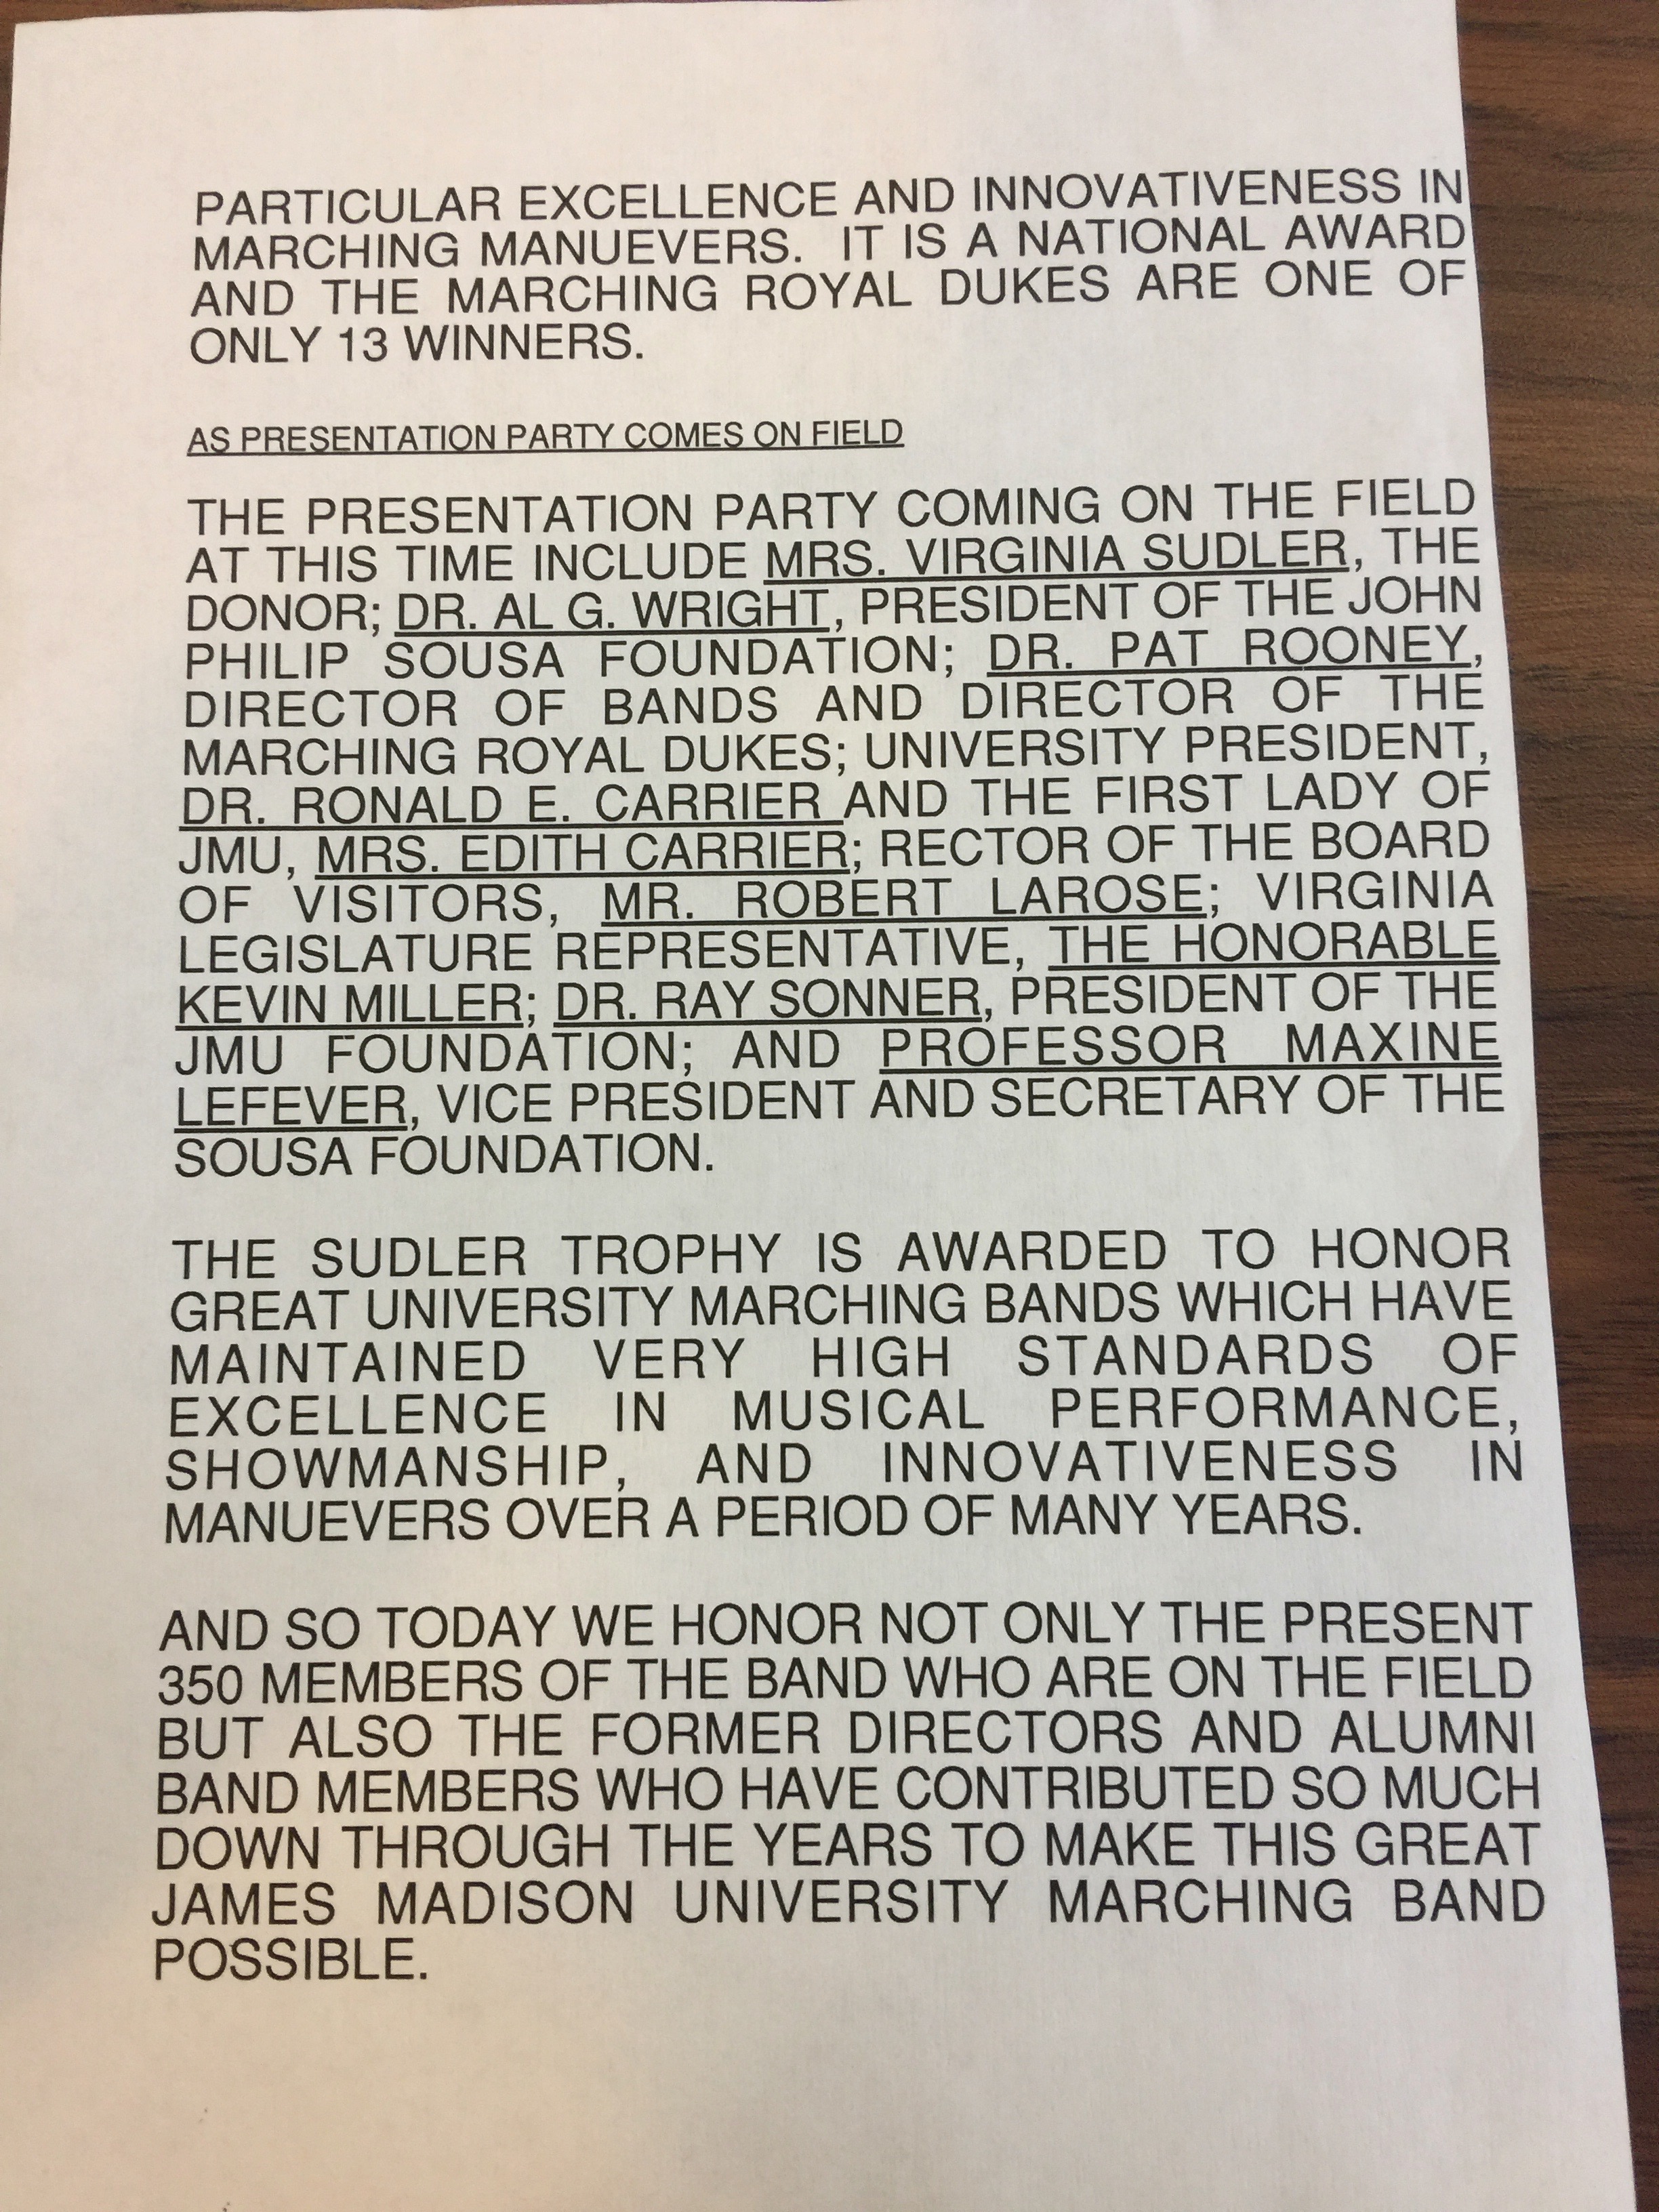 PARTICULAR EXCELLENCE AND INNOVATIVENESS IN
MARCHING MANUEVERS. IT IS A NATIONAL AWARD
AND THE MARCHING ROYAL DUKES ARE ONE OF
ONLY 13 WINNERS.
AS PRESENTATION PARTY COMES ON FIELD
THE PRESENTATION PARTY COMING ON THE FIELD
AT THIS TIME INCLUDE MRS. VIRGINIA SUDLER, THE
DONOR; DR. AL G. WRIGHT, PRESIDENT OF THE JOHN
PHILIP SOUSA FOUNDATION; DR. PAT ROONEY,
DIRECTOR OF BANDS AND DIRECTOR OF THE
MARCHING ROYAL DUKES; UNIVERSITY PRESIDENT,
DR. RONALD E. CARRIER AND THE FIRST LADY OF
JMU, MRS. EDITH CARRIER; RECTOR OF THE BOARD
OF VISITORS, MR. ROBERT LAROSE; VIRGINIA
LEGISLATURE REPRESENTATIVE, THE HONORABLE
KEVIN MILLER; DR. RAY SONNER, PRESIDENT OF THE
JMU FOUNDATION; AND PROFESSOR MAXINE
LEFEVER, VICE PRESIDENT AND SECRETARY OF THE
SOUSA FOUNDATION.
THE SUDLER TROPHY IS AWARDED TO HONOR
GREAT UNIVERSITY MARCHING BANDS WHICH HAVE
MAINTAINED VERY HIGH STANDARDS OF
EXCELLENCE IN MUSICAL PERFORMANCE,
SHOWMANSHIP, AND INNOVATIVENESS IN
MANUEVERS OVER A PERIOD OF MANY YEARS.
AND SO TODAY WE HONOR NOT ONLY THE PRESENT
350 MEMBERS OF THE BAND WHO ARE ON THE FIELD
BUT ALSO THE FORMER DIRECTORS AND ALUMNI
BAND MEMBERS WHO HAVE CONTRIBUTED SO MUCH
DOWN THROUGH THE YEARS TO MAKE THIS GREAT
JAMES MADISON UNIVERSITY MARCHING BAND
POSSIBLE.